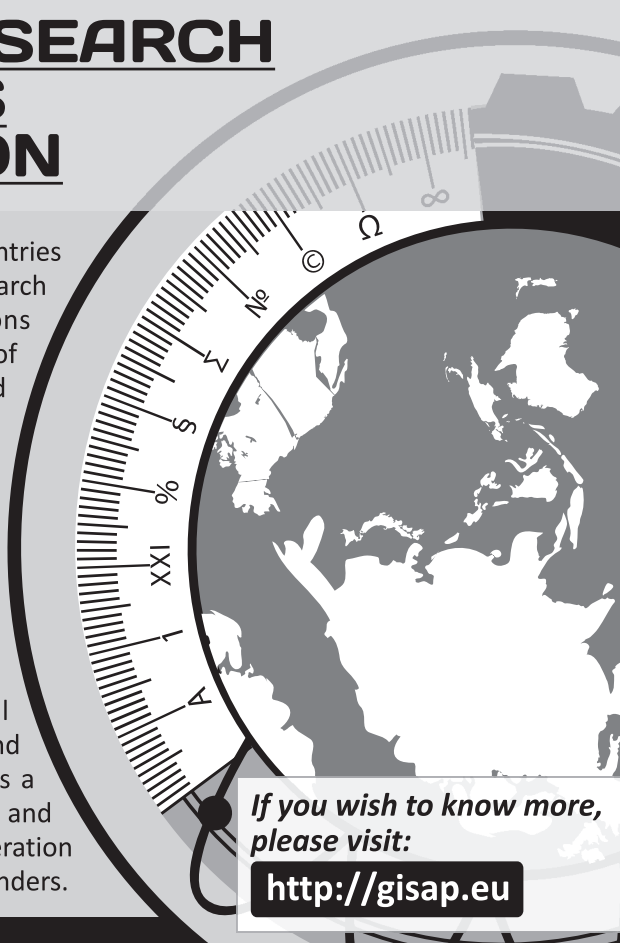 SEARCH
S
ON
ntries
arch
ons
of
d
∞
Ω
©
№
Σ
§
%
XXI
1
A
l
nd
s a
and
eration
nders.
If you wish to know more,
please visit:
http://gisap.eu